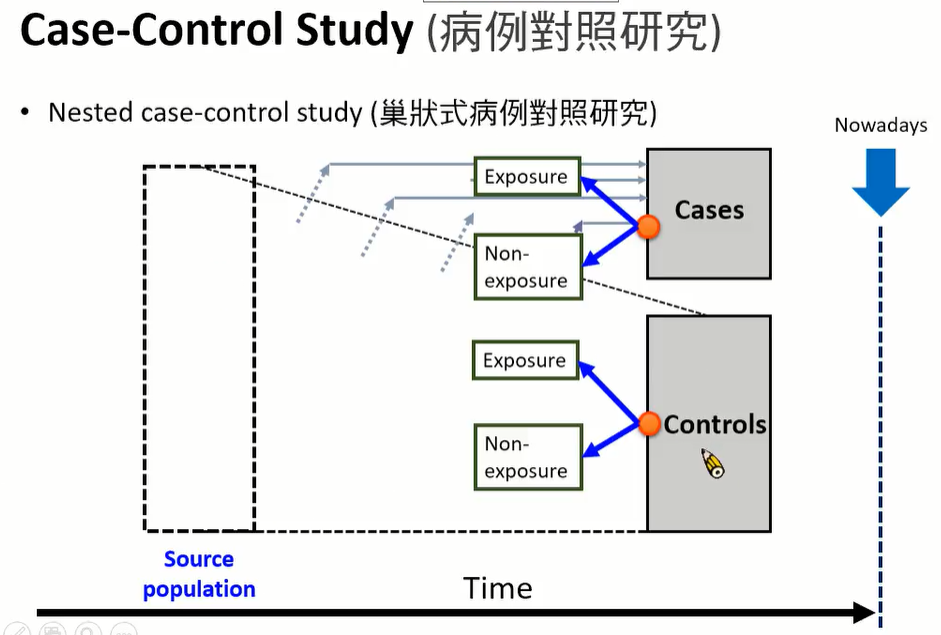 Case-Control Study (病例對照研究)
• Nested case-control study (巢狀式病例對照研究)
Nowadays
Exposure
Cases
Non-
exposure
Exposure
Controls
Non-
exposure
Source
population
Time